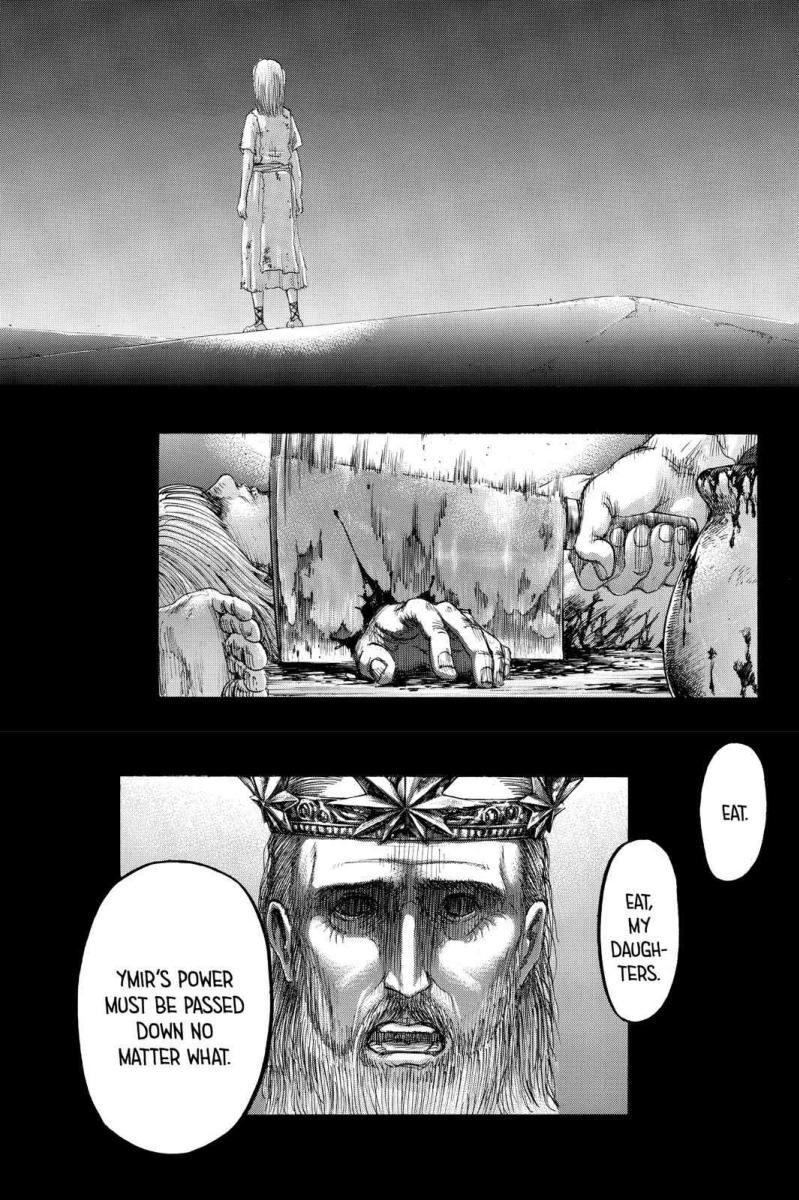 EAT.
EAT,
MY
DAUGH-
TERS.
YMIR'S POWER
MUST BE PASSED
DOWN NO
MATTER WHAT.